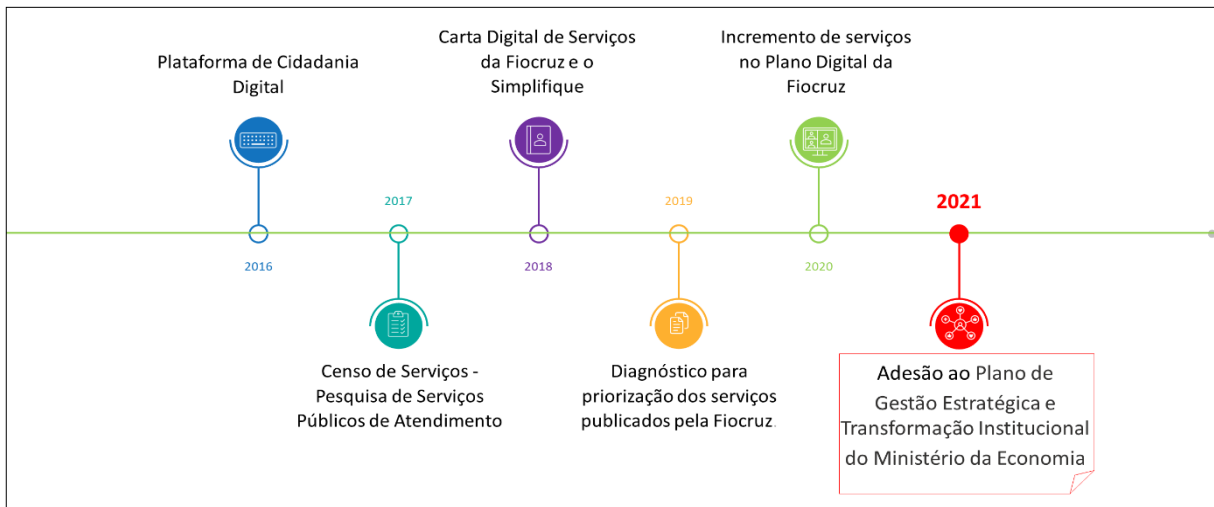 Plataforma de Cidadania
Digital
2016
2017
Censo de Serviços -
Pesquisa de Serviços
Públicos de Atendimento
Carta Digital de Serviços
da Fiocruz e o
Simplifique
2018
2019
Diagnóstico para
priorização dos serviços
publicados pela Fiocruz.
Incremento de serviços
no Plano Digital da
Fiocruz
2020
2021
Adesão ao Plano de
Gestão Estratégica e
Transformação Institucional
do Ministério da Economia